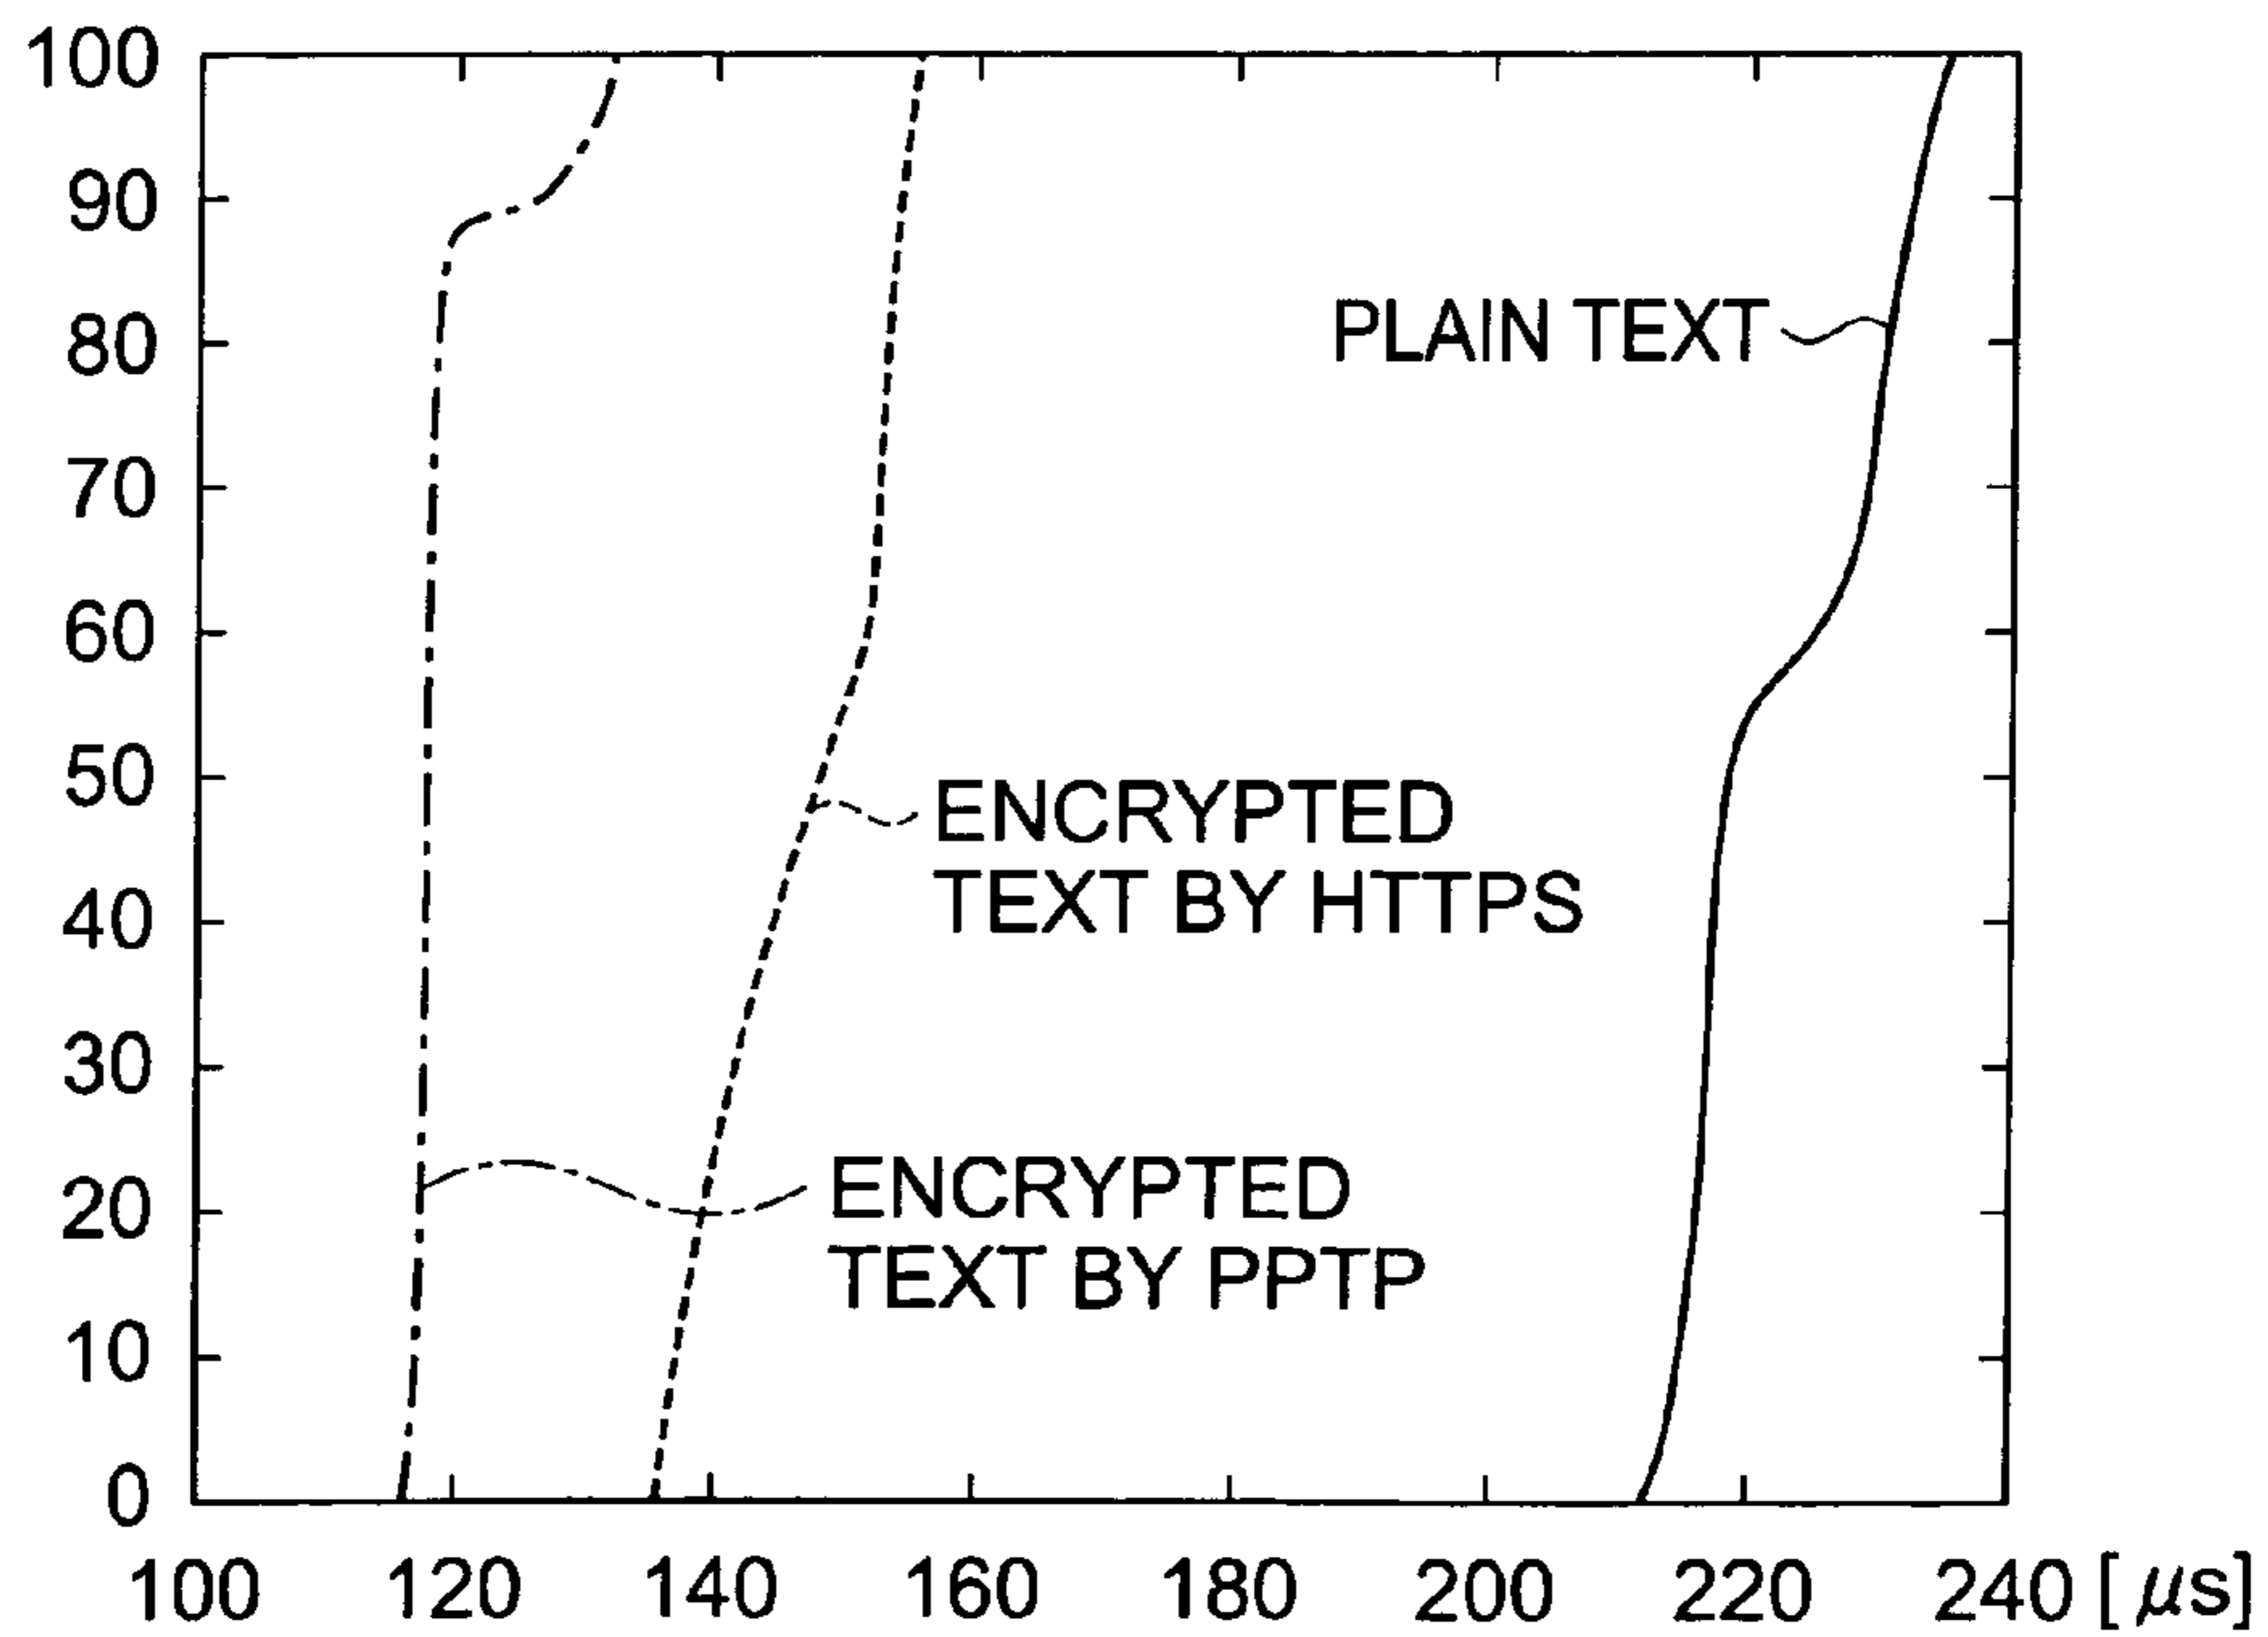 100
90
80
PLAIN TEXT
70
60
50
ENCRYPTED
TEXT BY HTTPS
40
30
20
ENCRYPTED
TEXT BY PPTP
10
0
100 120 140 160 180 200 220 240 [μs]